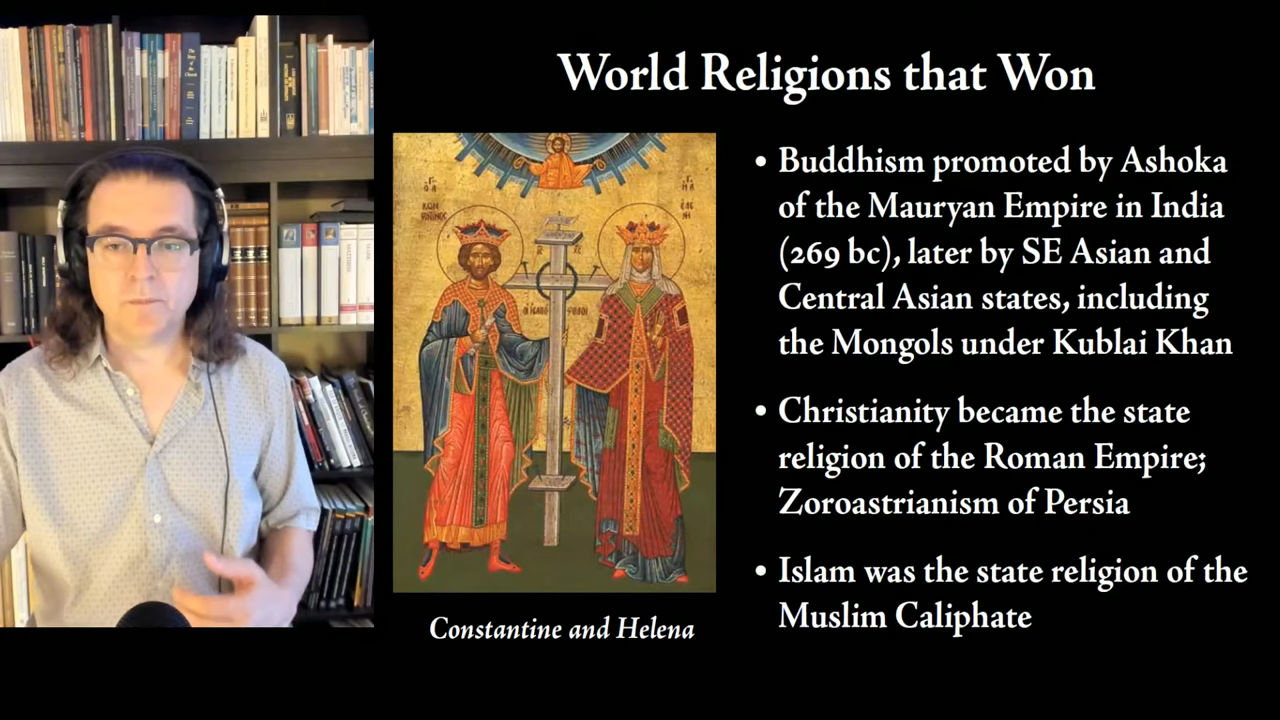 World Religions that Won
• Buddhism promoted by Ashoka
of the Mauryan Empire in India
(269 bc), later by SE Asian and
Central Asian states, including
the Mongols under Kublai Khan
• Christianity became the state
religion of the Roman Empire;
Zoroastrianism of Persia
• Islam was the state religion of the
Muslim Caliphate
Constantine and Helena